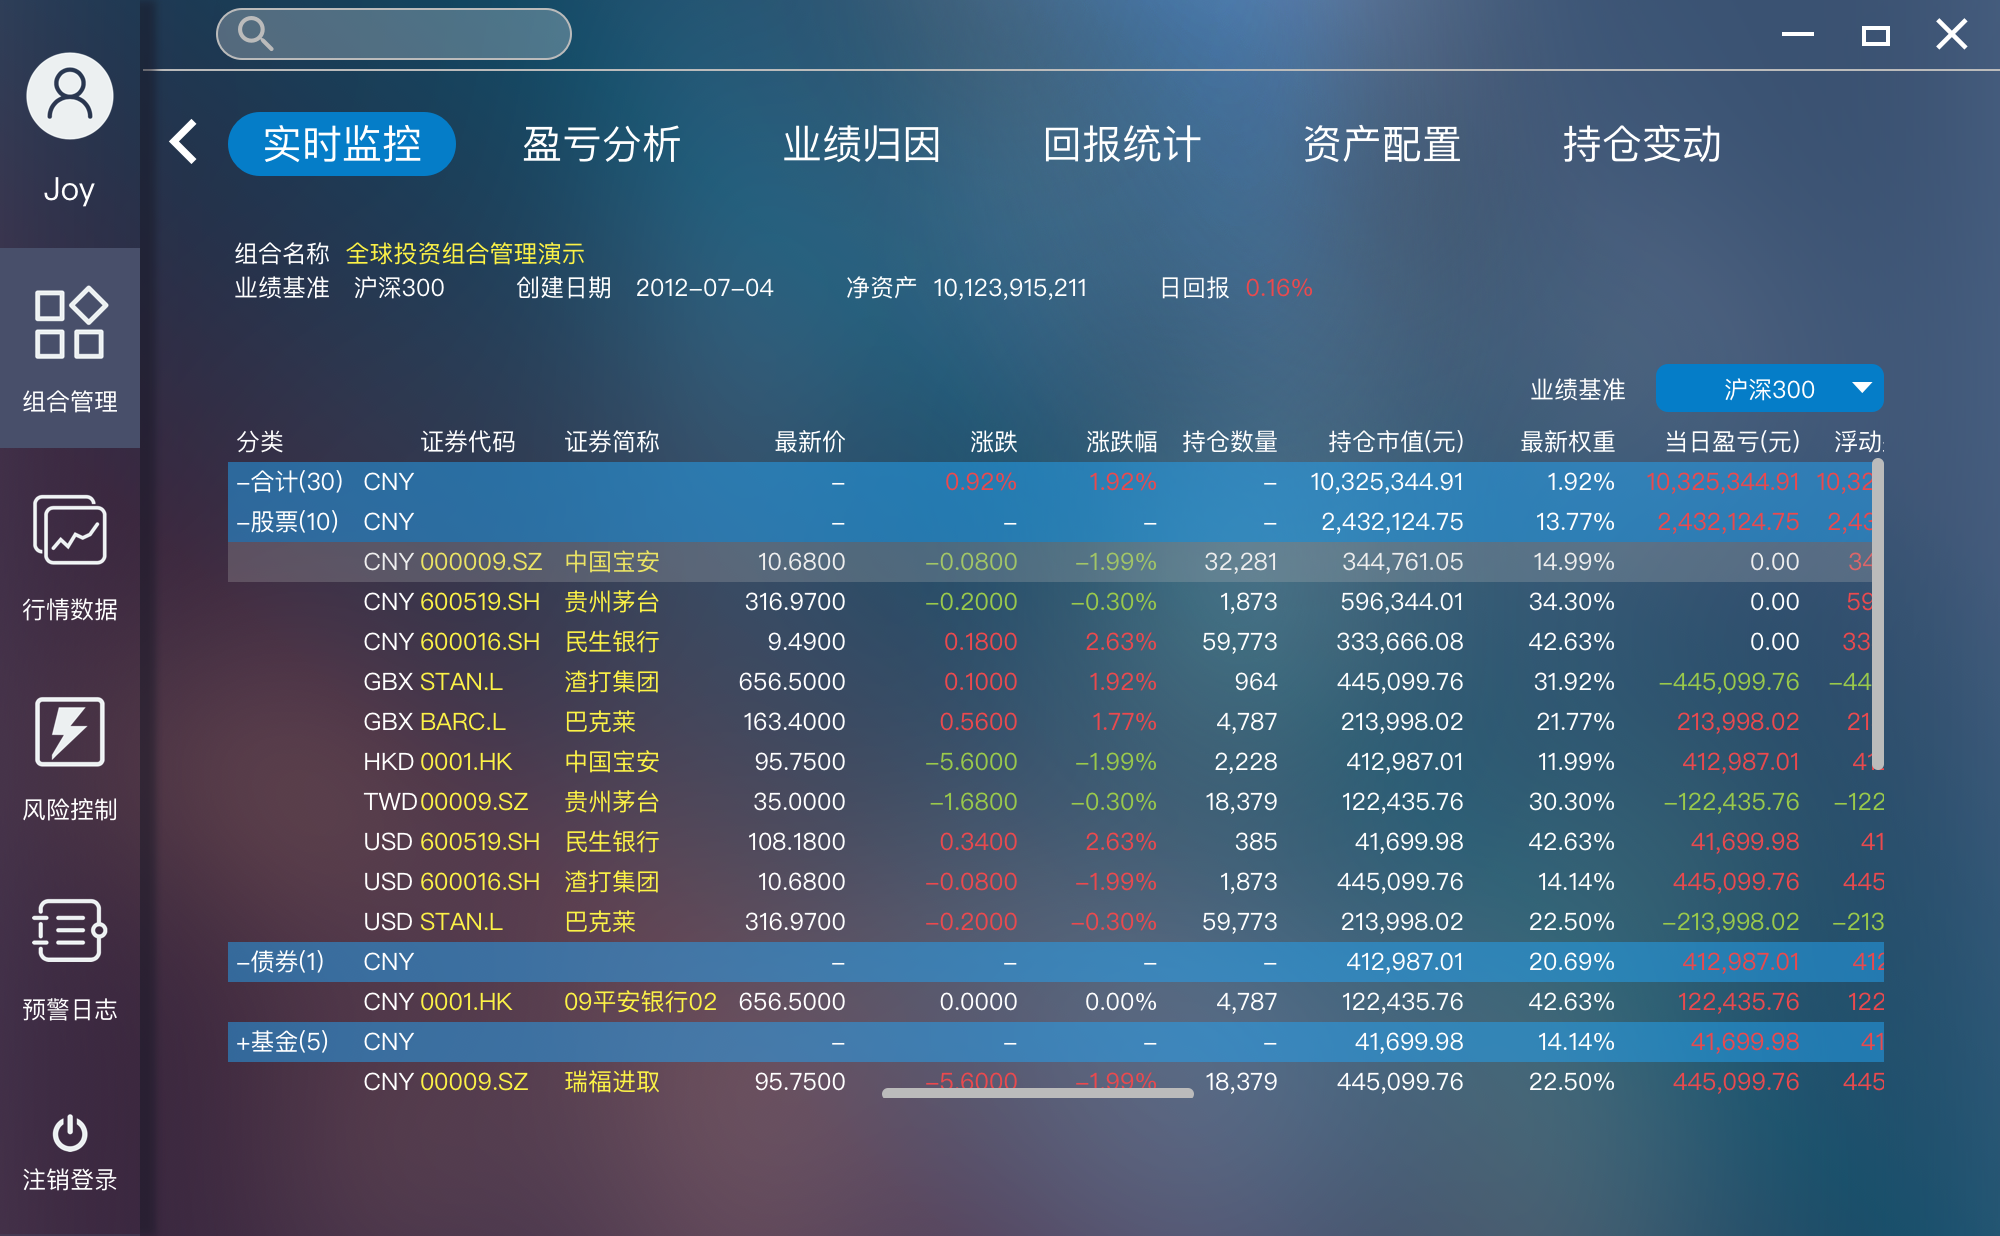 Joy
组合管理
行情数据
风险控制
预警日志
注销登录
实时监控 盈亏分析 业绩归因 回报统计 资产配置 持仓变动
组合名称 全球投资组合管理演示
业绩基准 沪深300 创建日期 2012-07-04 净资产 10,123,915,211 日回报 0.16%
业绩基准 沪深300
分类 证券代码 证券简称 最新价 涨跌 涨跌幅 持仓数量 持仓市值(元) 最新权重 当日盈亏(元) 浮动
–合计(30) CNY – 0.92% 1.92% – 10,325,344.91 1.92% 10,325,344.91 10,32
–股票(10) CNY – – – – 2,432,124.75 13.77% 2,432,124.75 2,43
CNY 000009.SZ 中国宝安 10.6800 –0.0800 –1.99% 32,281 344,761.05 14.99% 0.00 34
CNY 600519.SH 贵州茅台 316.9700 –0.2000 –0.30% 1,873 596,344.01 34.30% 0.00 59
CNY 600016.SH 民生银行 9.4900 0.1800 2.63% 59,773 333,666.08 42.63% 0.00 33
GBX STAN.L 渣打集团 656.5000 0.1000 1.92% 964 445,099.76 31.92% –445,099.76 –44
GBX BARC.L 巴克莱 163.4000 0.5600 1.77% 4,787 213,998.02 21.77% 213,998.02 21
HKD 0001.HK 中国宝安 95.7500 –5.6000 –1.99% 2,228 412,987.01 11.99% 412,987.01 412
TWD 00009.SZ 贵州茅台 35.0000 –1.6800 –0.30% 18,379 122,435.76 30.30% –122,435.76 –122
USD 600519.SH 民生银行 108.1800 0.3400 2.63% 385 41,699.98 42.63% 41,699.98 41
USD 600016.SH 渣打集团 10.6800 –0.0800 –1.99% 1,873 445,099.76 14.14% 445,099.76 445
USD STAN.L 巴克莱 316.9700 –0.2000 –0.30% 59,773 213,998.02 22.50% –213,998.02 –213
–债券(1) CNY – – – – 412,987.01 20.69% 412,987.01 412
CNY 0001.HK 09平安银行02 656.5000 0.0000 0.00% 4,787 122,435.76 42.63% 122,435.76 122
+基金(5) CNY – – – – 41,699.98 14.14% 41,699.98 41
CNY 00009.SZ 瑞福进取 95.7500 –5.6000 –1.99% 18,379 445,099.76 22.50% 445,099.76 445